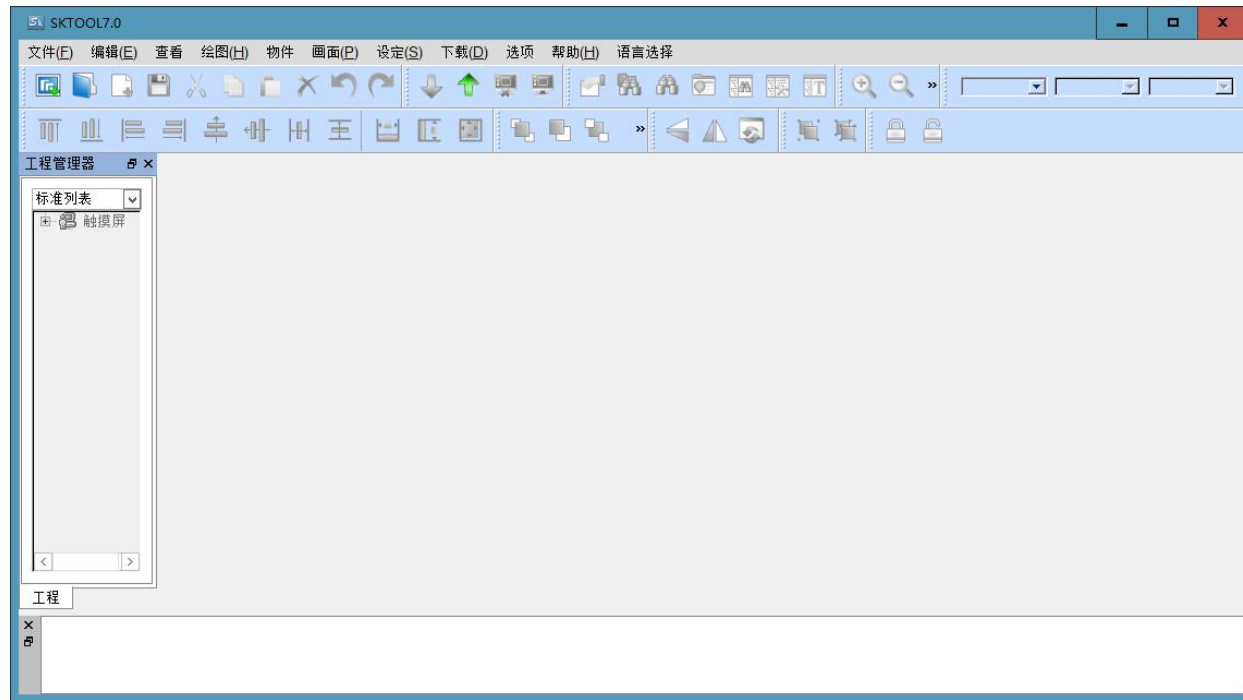 SKTOOL7.0
文件(F) 编辑(E) 查看 绘图(H) 物件 画面(P) 设定(S) 下载(D) 选项 帮助(H) 语言选择
工程管理器
标准列表
触摸屏
工程